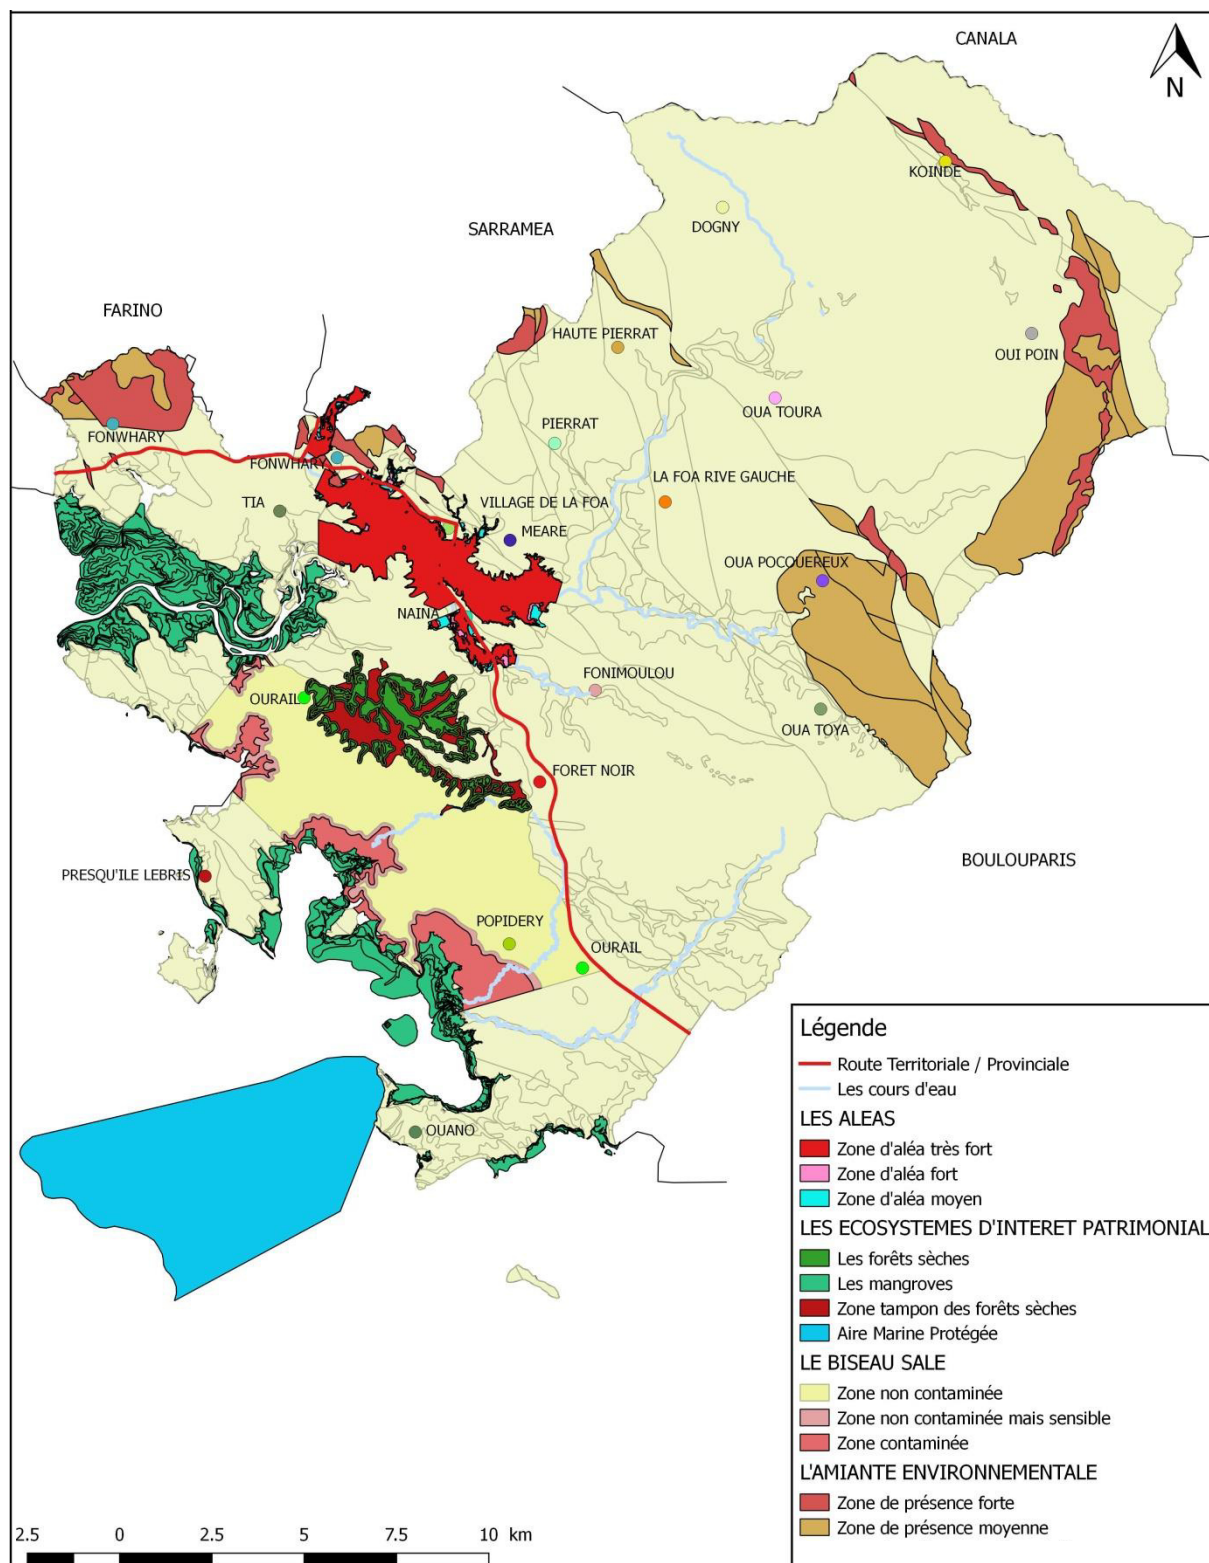 CANALA
N
KOINDE
DOGNY
SARRAMEA
FARINO
HAUTE PIERRAT
OUI POIN
OUA TOURA
FONWHARY
PIERRAT
FONWHARY
LA FOA RIVE GAUCHE
TIA
VILLAGE DE LA FOA
MEARE
OUA POCQUEREUX
NAINA
FONIMOULOU
OURAIL
OUA TOYA
FORET NOIR
BOULOUPARIS
PRESQU'ILE LEBRIS
POPIDERY
OURAIL
OUANO
Légende
Route Territoriale / Provinciale
Les cours d'eau
LES ALEAS
Zone d'aléa très fort
Zone d'aléa fort
Zone d'aléa moyen
LES ECOSYSTEMES D'INTERET PATRIMONIAL
Les forêts sèches
Les mangroves
Zone tampon des forêts sèches
Aire Marine Protégée
LE BISEAU SALE
Zone non contaminée
Zone non contaminée mais sensible
Zone contaminée
L'AMIANTE ENVIRONNEMENTALE
Zone de présence forte
Zone de présence moyenne
2.5 0 2.5 5 7.5 10 km